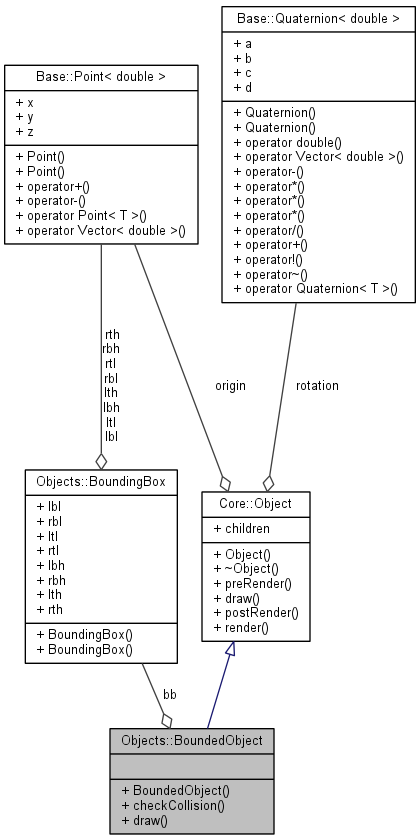 Base::Quaternion< double >
+ a
+ b
+ c
+ d
+ Quaternion()
+ Quaternion()
+ operator double()
+ operator Vector< double >()
+ operator-()
+ operator*()
+ operator*()
+ operator*()
+ operator/()
+ operator+()
+ operator!()
+ operator~()
+ operator Quaternion< T >()
Base::Point< double >
+ x
+ y
+ z
+ Point()
+ Point()
+ operator+()
+ operator-()
+ operator Point< T >()
+ operator Vector< double >()
rth
rbh
rtl
rbl
lth
lbh
ltl
lbl
origin
rotation
Objects::BoundingBox
+ lbl
+ rbl
+ ltl
+ rtl
+ lbh
+ rbh
+ lth
+ rth
+ BoundingBox()
+ BoundingBox()
Core::Object
+ children
+ Object()
+ ~Object()
+ preRender()
+ draw()
+ postRender()
+ render()
bb
Objects::BoundedObject
+ BoundedObject()
+ checkCollision()
+ draw()